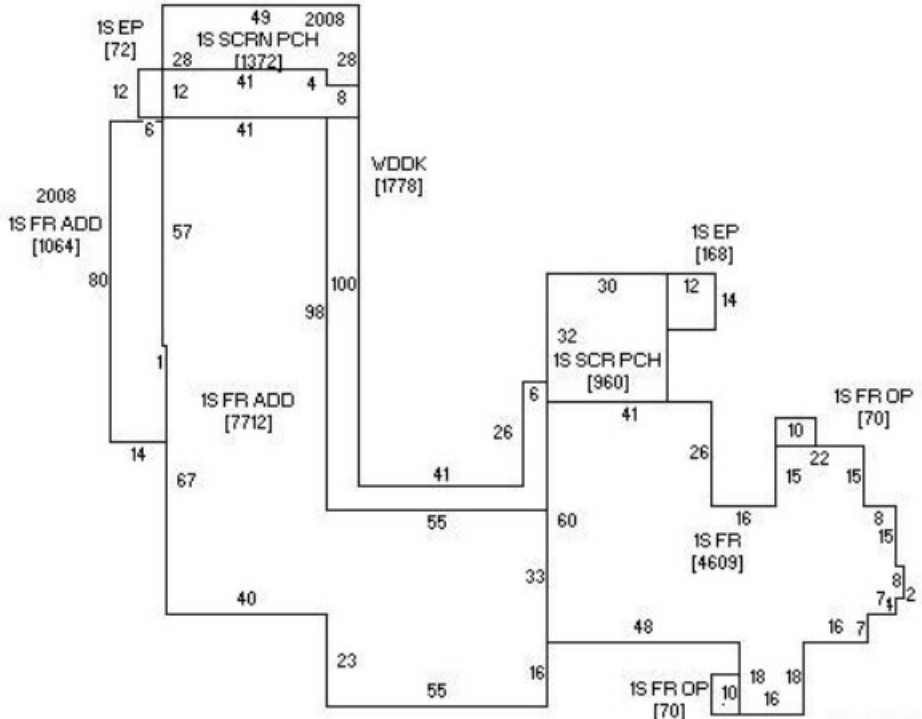 49 2008
1S EP 1S SCRN PCH
[72] 28 [1372] 28
41 4
12 12 8
6 41
WDDK
[1778]
2008
1S FR ADD 57
[1064]
1S EP
[168]
80 98 100 30 12 14
32
1 1S SCR PCH
6 [960]
1S FR ADD 41 1S FR OP
[7712] [70]
26 10
14 26 22
67 41 15 15
55 60 16 8
1S FR 15
[4609]
33 8 2
40 7 4
48 16 7
23 16 18 18
55 1S FR OP 10 16
[70]